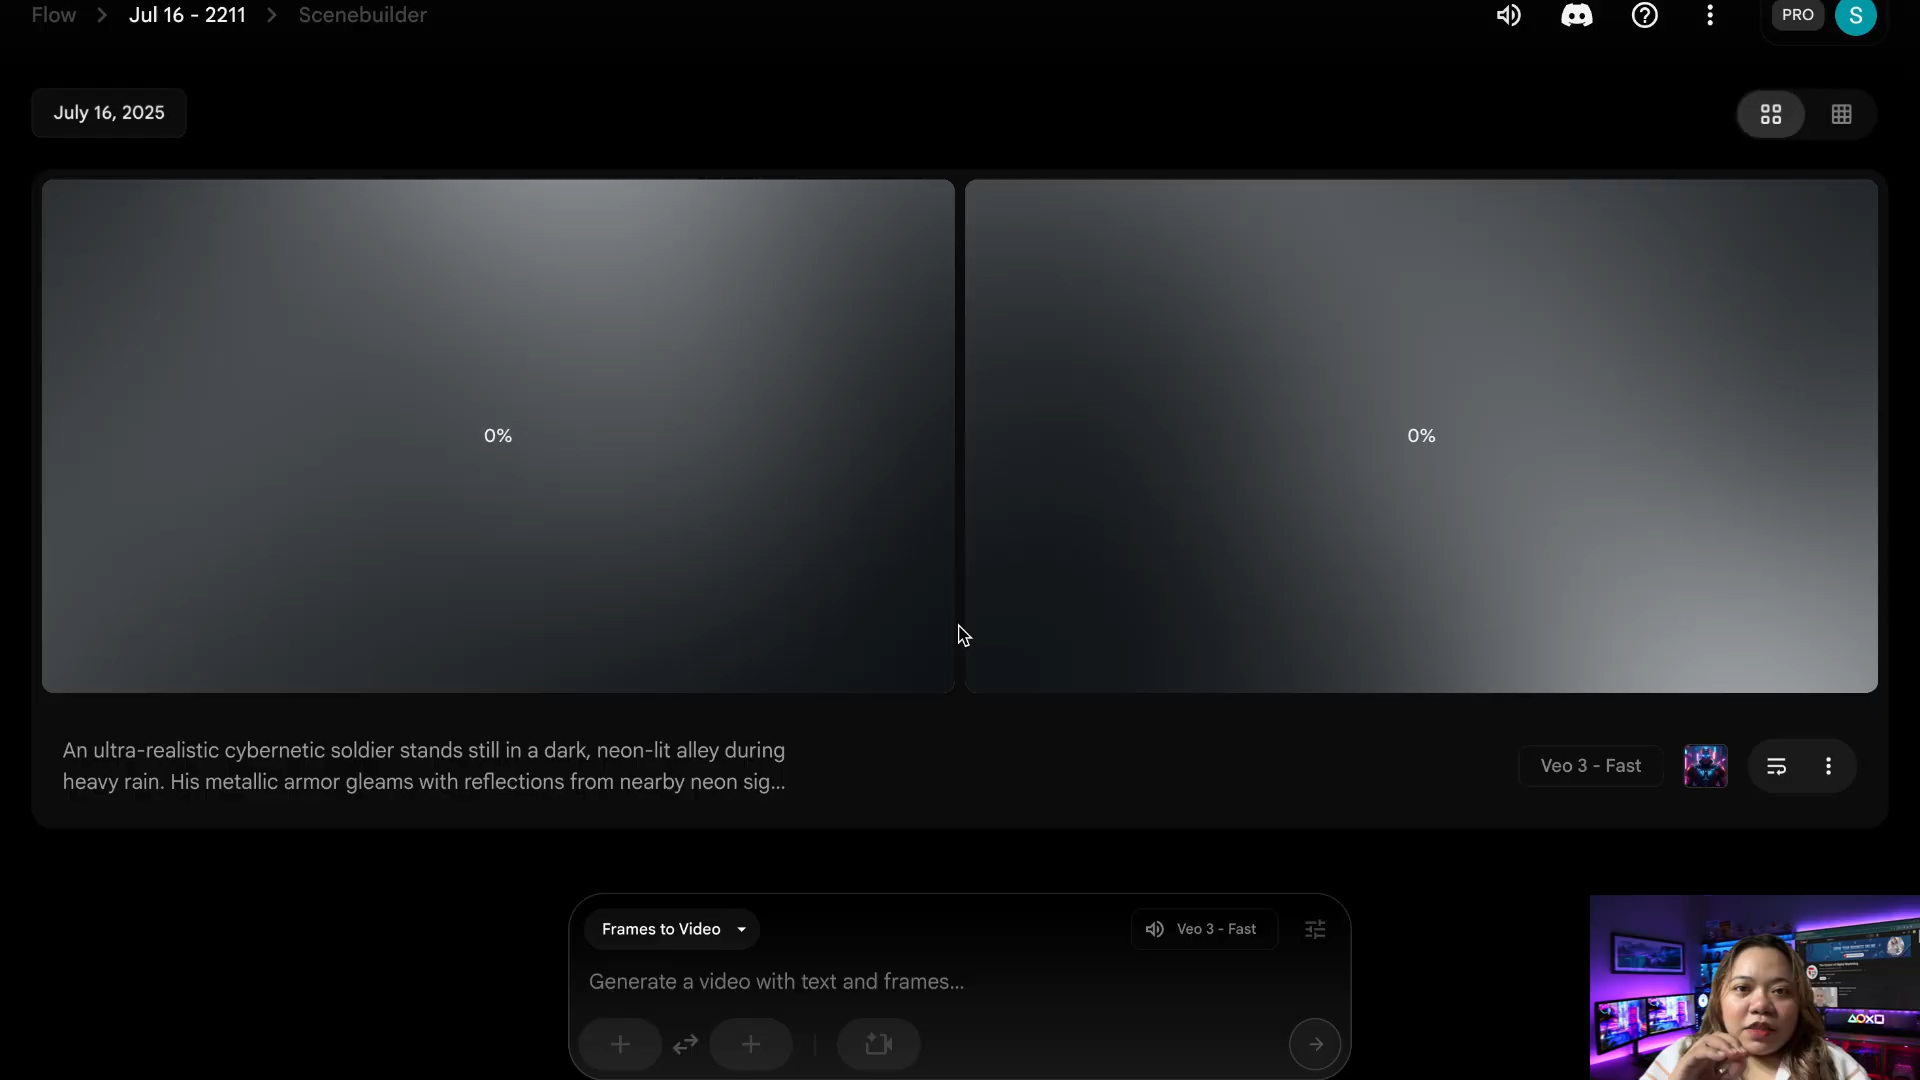 Flow > Jul 16 - 2211 > Scenebuilder
PRO
S
July 16, 2025
0%
0%
An ultra-realistic cybernetic soldier stands still in a dark, neon-lit alley during
heavy rain. His metallic armor gleams with reflections from nearby neon sig...
Veo 3 - Fast
Frames to Video
Veo 3 - Fast
Generate a video with text and frames...